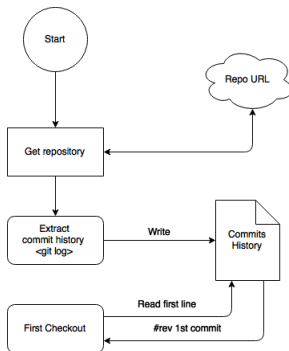 Start
Repo URL
Get repository
Extract
commit history
<git log>
Write
Commits
History
Read first line
First Checkout
#rev 1st commit